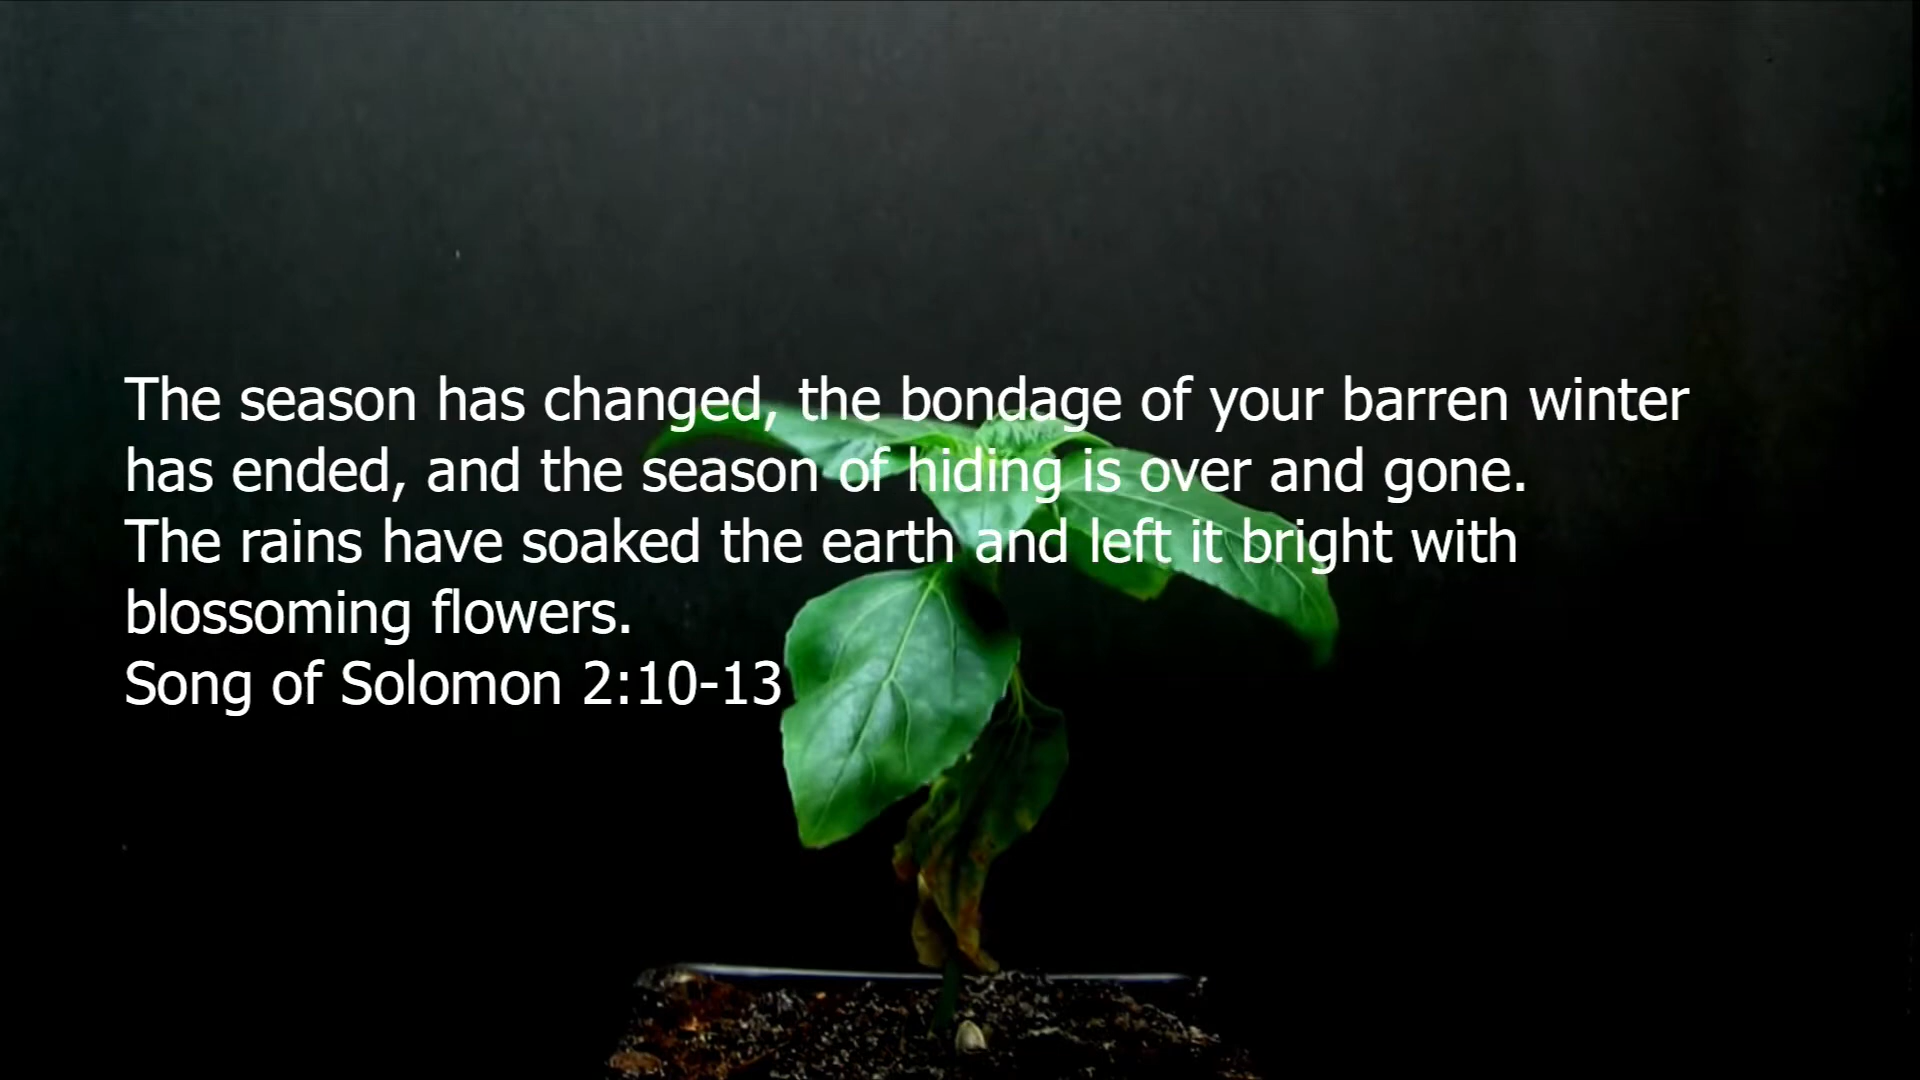 The season has changed, the bondage of your barren winter
has ended, and the season of hiding is over and gone.
The rains have soaked the earth and left it bright with
blossoming flowers.
Song of Solomon 2:10-13